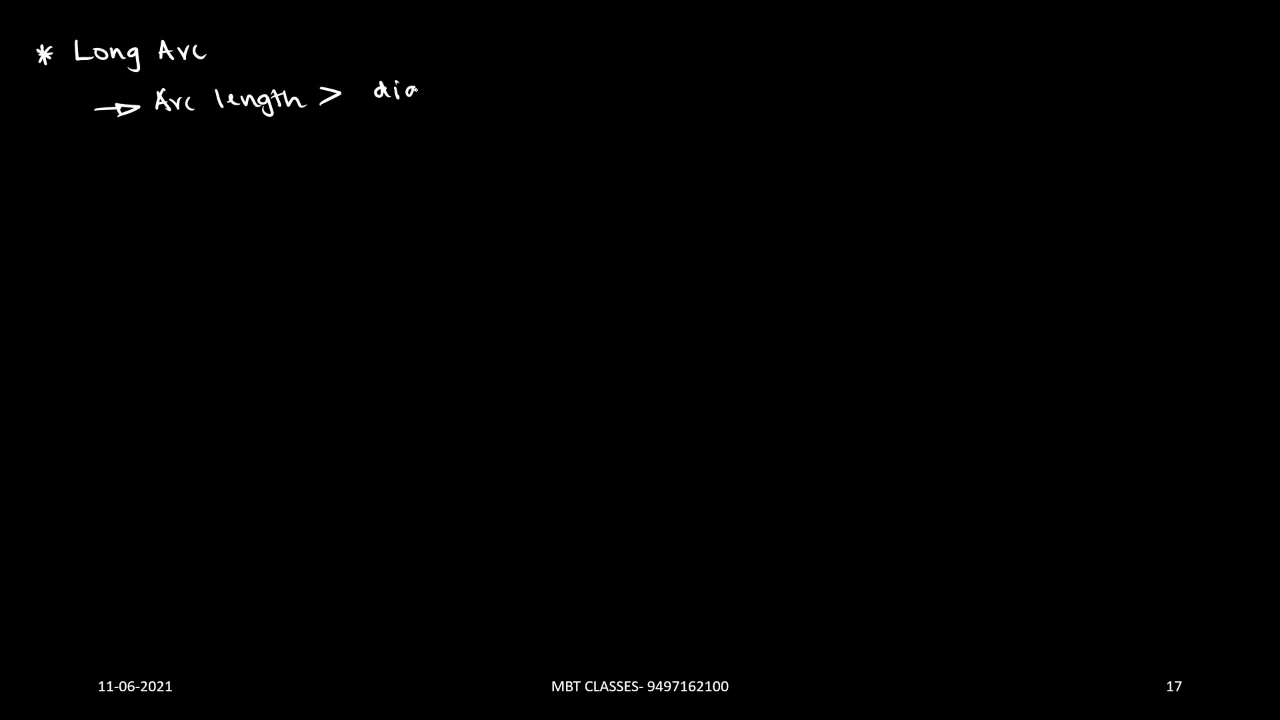 * Long Arc
→ Arc length > dia
11-06-2021
MBT CLASSES- 9497162100
17